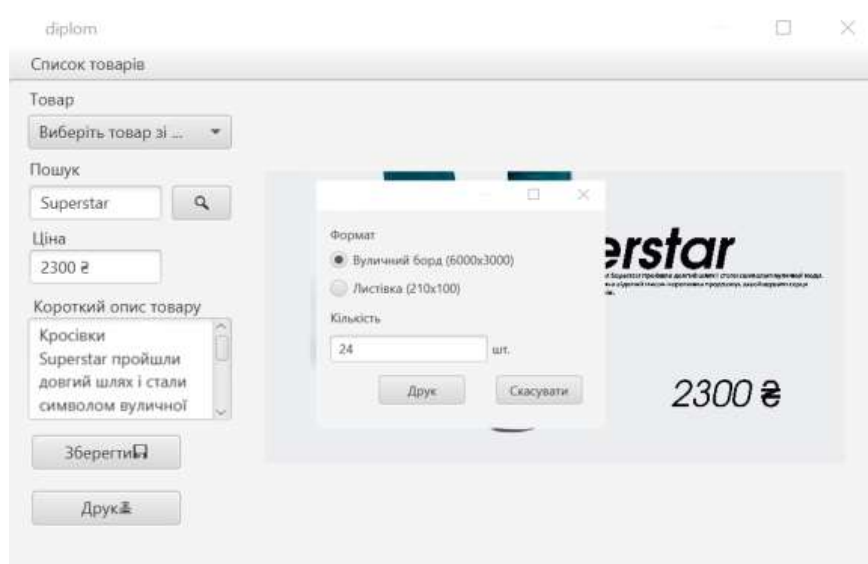 diplom
Список товарів
Товар
Виберіть товар зі ...
Пошук
Superstar
Ціна
2300 ₴
Короткий опис товару
Кросівки
Superstar пройшли
довгий шлях і стали
символом вуличної
Зберегти
Друк
Формат
Вуличний борд (6000x3000)
Листівка (210x100)
Кількість
24 шт.
Друк Скасувати
erstar
2300 ₴